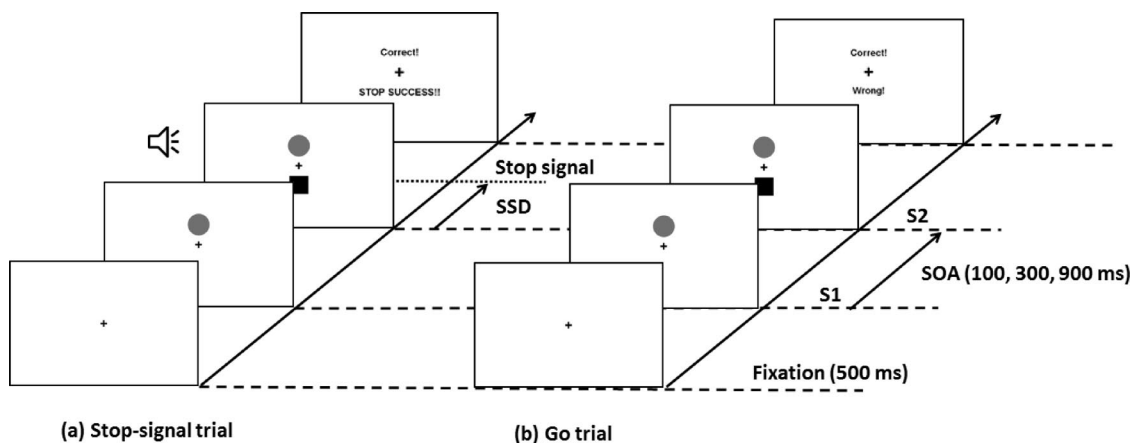 Correct!
+
STOP SUCCESS!!
Correct!
+
Wrong!
+
Stop signal
+
+
SSD
S2
+
SOA (100, 300, 900 ms)
S1
+
+
Fixation (500 ms)
(a) Stop-signal trial
(b) Go trial